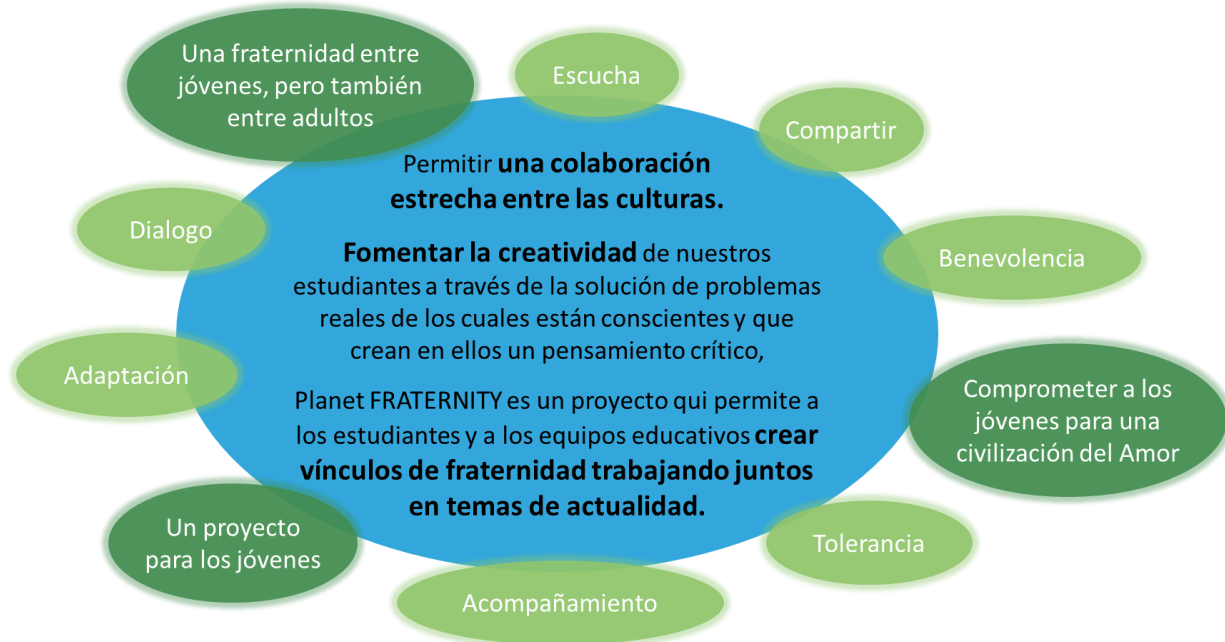 Una fraternidad entre
jóvenes, pero también
entre adultos
Escucha
Compartir
Dialogo
Benevolencia
Adaptación
Permitir una colaboración
estrecha entre las culturas.
Fomentar la creatividad de nuestros
estudiantes a través de la solución de problemas
reales de los cuales están conscientes y que
crean en ellos un pensamiento crítico,
Planet FRATERNITY es un proyecto qui permite a
los estudiantes y a los equipos educativos crear
vínculos de fraternidad trabajando juntos
en temas de actualidad.
Comprometer a los
jóvenes para una
civilización del Amor
Un proyecto
para los jóvenes
Tolerancia
Acompañamiento